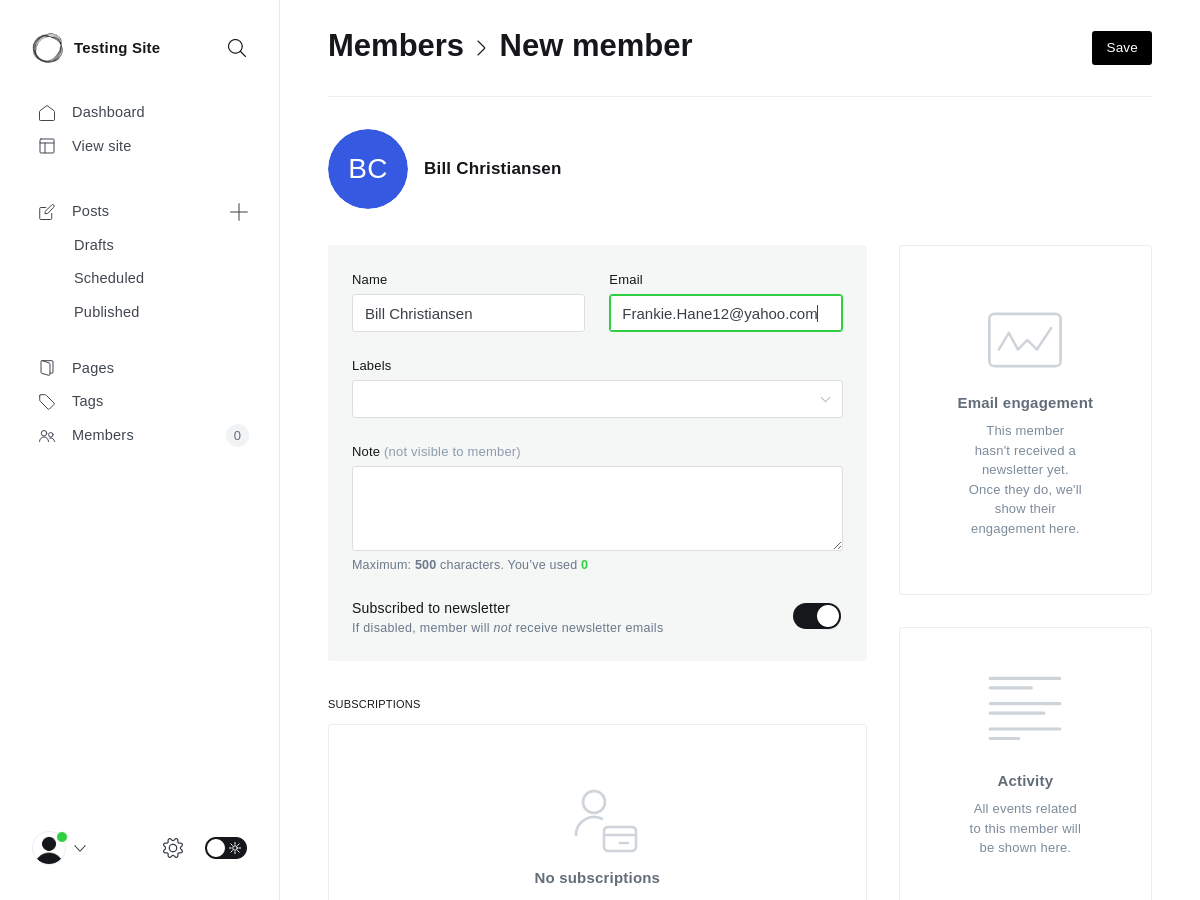 Testing Site
Dashboard
View site
Posts
Drafts
Scheduled
Published
Pages
Tags
Members
0
Members > New member
Save
BC
Bill Christiansen
Name
Email
Bill Christiansen
Frankie.Hane12@yahoo.com
Labels
Note (not visible to member)
Maximum: 500 characters. You've used 0
Subscribed to newsletter
If disabled, member will not receive newsletter emails
SUBSCRIPTIONS
No subscriptions
Email engagement
This member
hasn't received a
newsletter yet.
Once they do, we'll
show their
engagement here.
Activity
All events related
to this member will
be shown here.